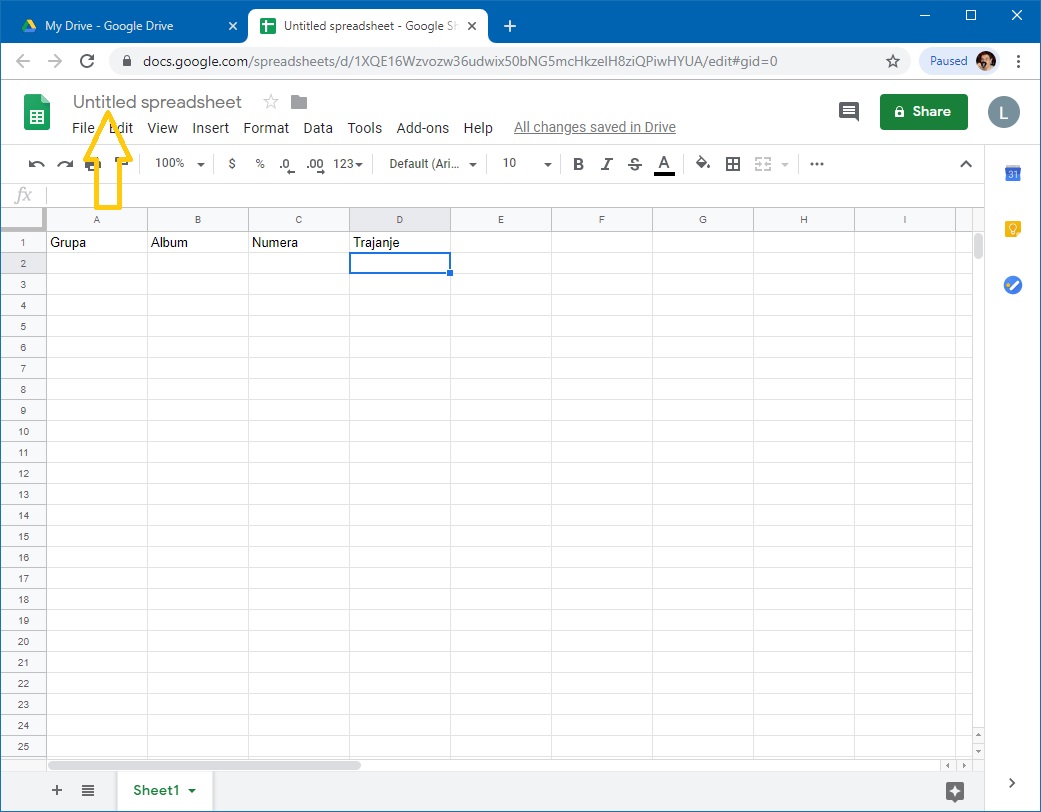 My Drive - Google Drive
Untitled spreadsheet - Google Sh
docs.google.com/spreadsheets/d/1XQE16Wzvozw36udwix50bNG5mcHkzeIH8ziQPiwHYUA/edit#gid=0
Paused
Untitled spreadsheet
File Edit View Insert Format Data Tools Add-ons Help All changes saved in Drive
Share
L
100% $ % .0 .00 123 Default (Ari... 10 B I S A
31
fx
A B C D E F G H I
1 Grupa Album Numera Trajanje
2
3
4
5
6
7
8
9
10
11
12
13
14
15
16
17
18
19
20
21
22
23
24
25
Sheet1